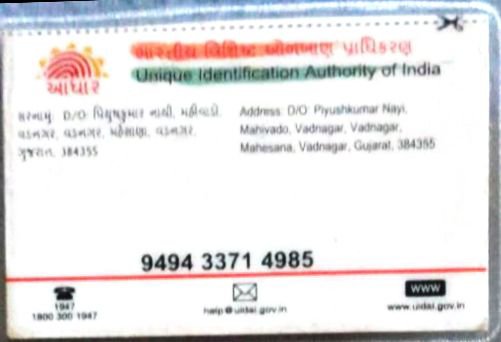 ભારતીય વિશિષ્ટ ઓળખાણ પ્રાધિકરણ
Unique Identification Authority of India
આધાર
સરનામુ: D/O પિયુષકુમાર નાયી, મહીવાડો,
વડનગર, વડનગર, મહેસાણા, વડનગર,
ગુજરાત, 384355
Address: D/O Piyushkumar Nayi,
Mahivado, Vadnagar, Vadnagar,
Mahesana, Vadnagar, Gujarat, 384355
9494 3371 4985
1947
1800 300 1947
help@uidai.gov.in
www
www.uidai.gov.in